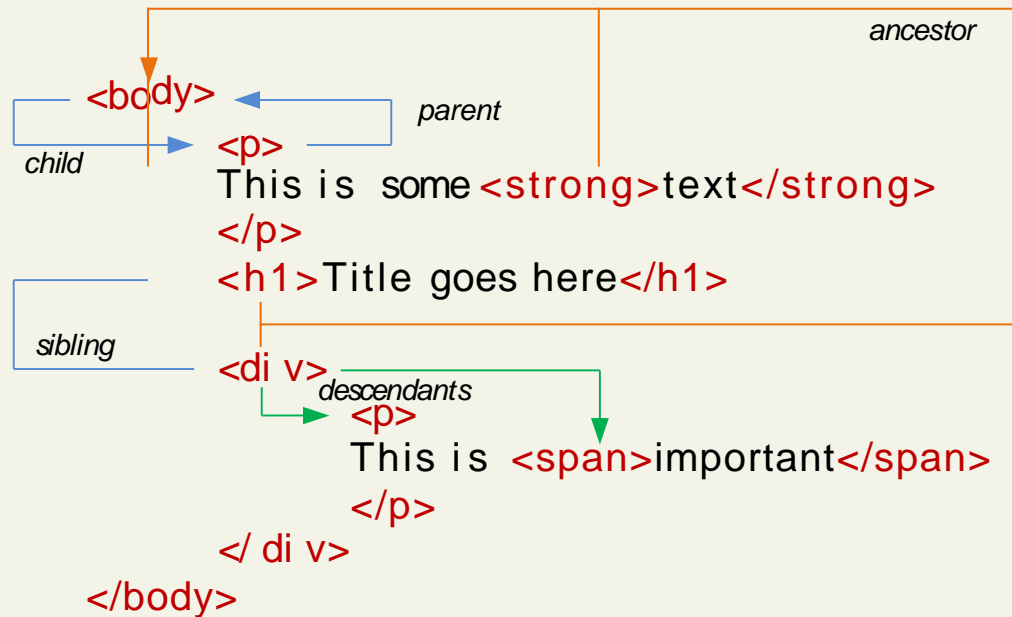 ancestor
<body>
parent
<p>
child
This is some <strong>text</strong>
</p>
<h1>Title goes here</h1>
sibling
<div>
descendants
<p>
This is <span>important</span>
</p>
</div>
</body>